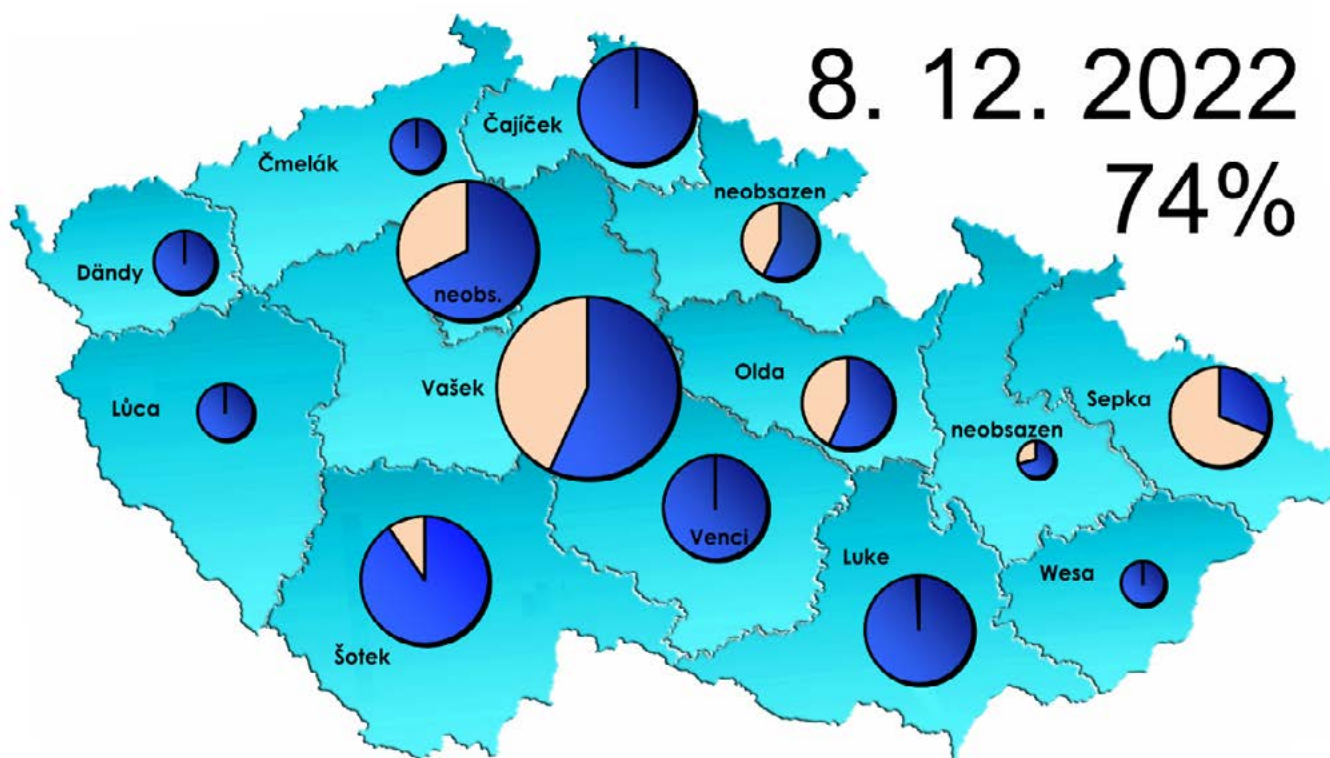 8. 12. 2022
74%
Čajíček
Čmelák
neobsazen
Dändy
neobs.
Olda
Vašek
Sepka
Lůca
neobsazen
Venci
Luke
Wesa
Šotek